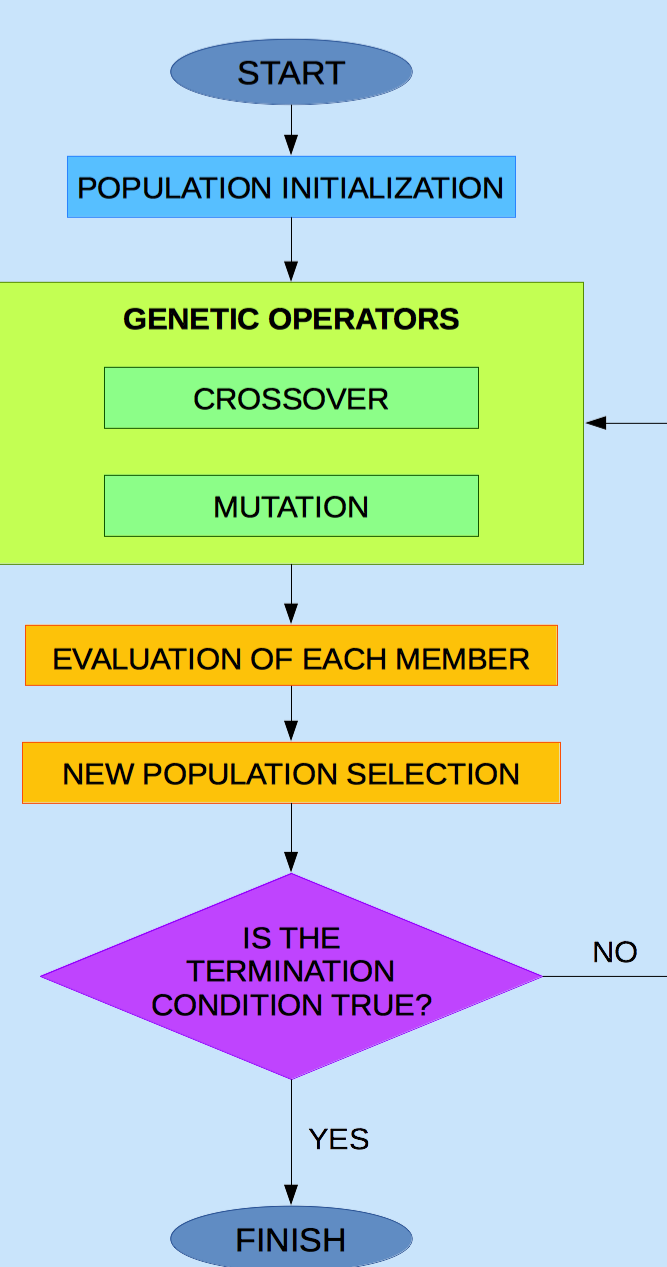 START
POPULATION INITIALIZATION
GENETIC OPERATORS
CROSSOVER
MUTATION
EVALUATION OF EACH MEMBER
NEW POPULATION SELECTION
IS THE
TERMINATION
CONDITION TRUE?
NO
YES
FINISH